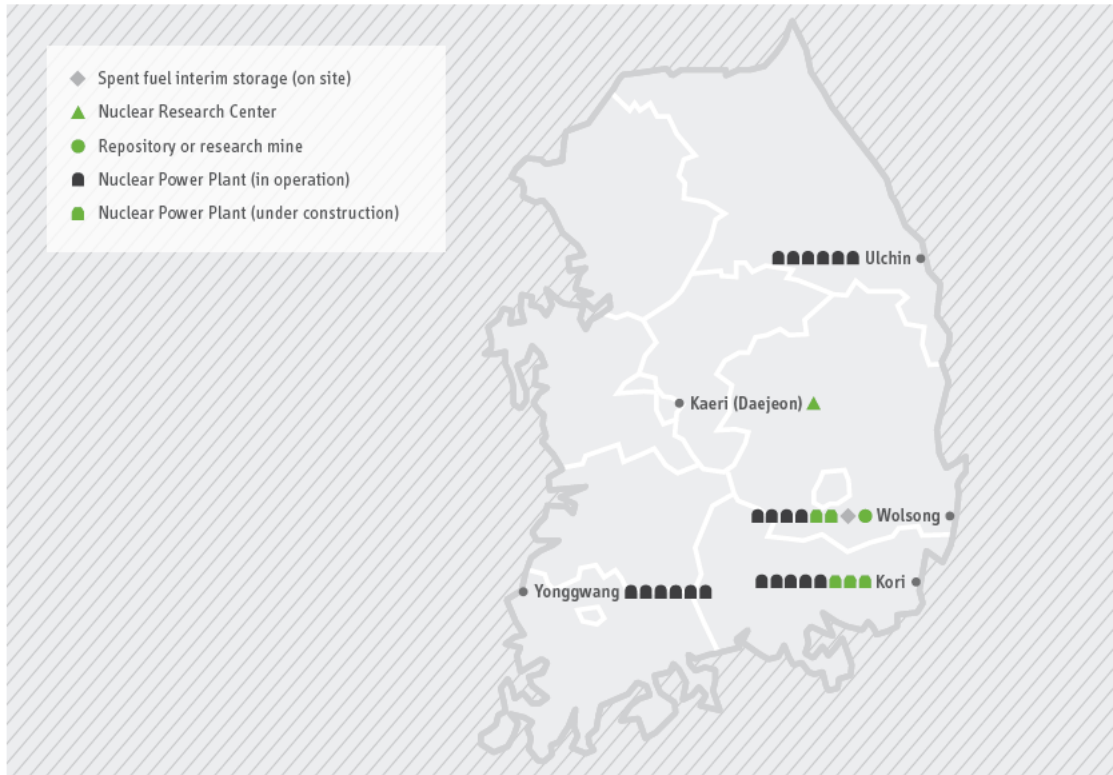 Spent fuel interim storage (on site)
Nuclear Research Center
Repository or research mine
Nuclear Power Plant (in operation)
Nuclear Power Plant (under construction)
Ulchin
Kaeri (Daejeon)
Wolsong
Kori
Yonggwang